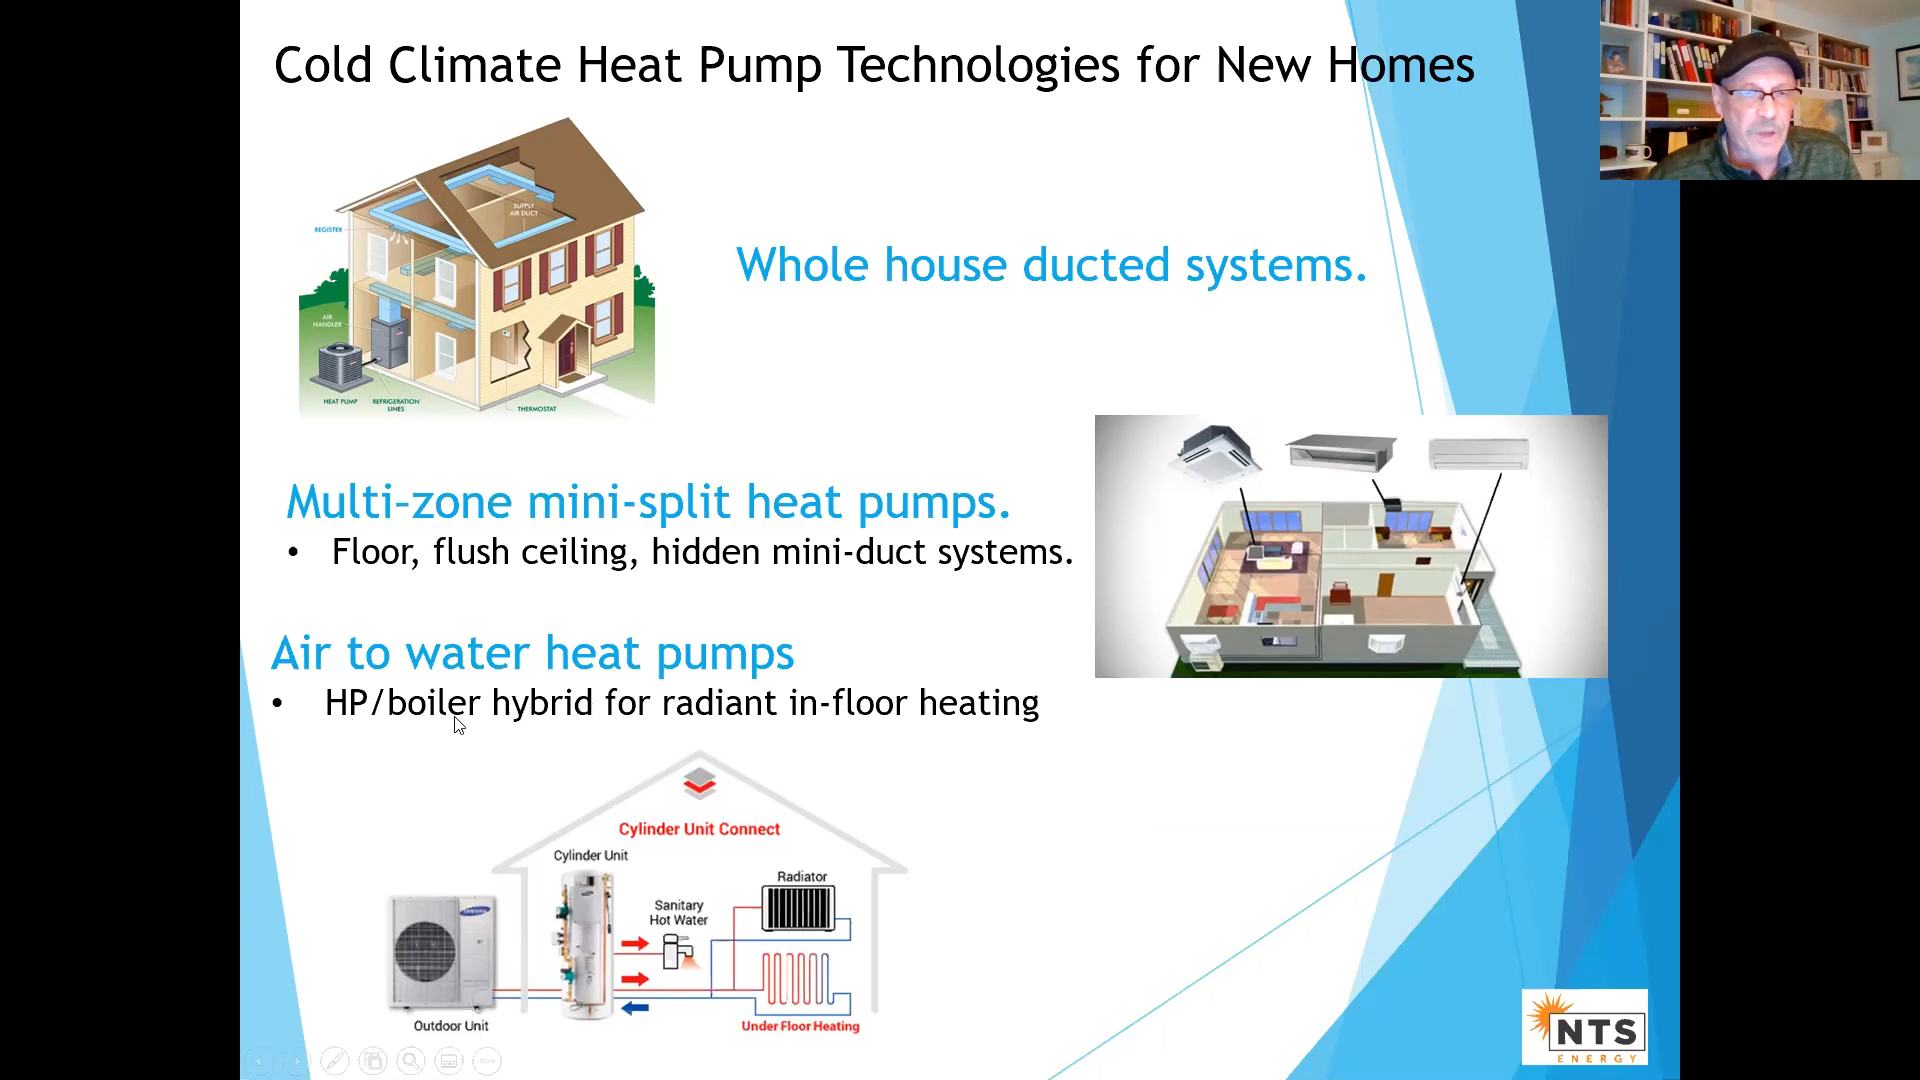 Cold Climate Heat Pump Technologies for New Homes
SUPPLY
AIR DUCT
REGISTER
AIR
HANDLER
HEAT PUMP
REFRIGERATION
LINES
THERMOSTAT
Whole house ducted systems.
Multi-zone mini-split heat pumps.
• Floor, flush ceiling, hidden mini-duct systems.
Air to water heat pumps
• HP/boiler hybrid for radiant in-floor heating
Cylinder Unit Connect
Cylinder Unit
Radiator
Sanitary
Hot Water
SAMSUNG
Outdoor Unit
Under Floor Heating
NTS
ENERGY